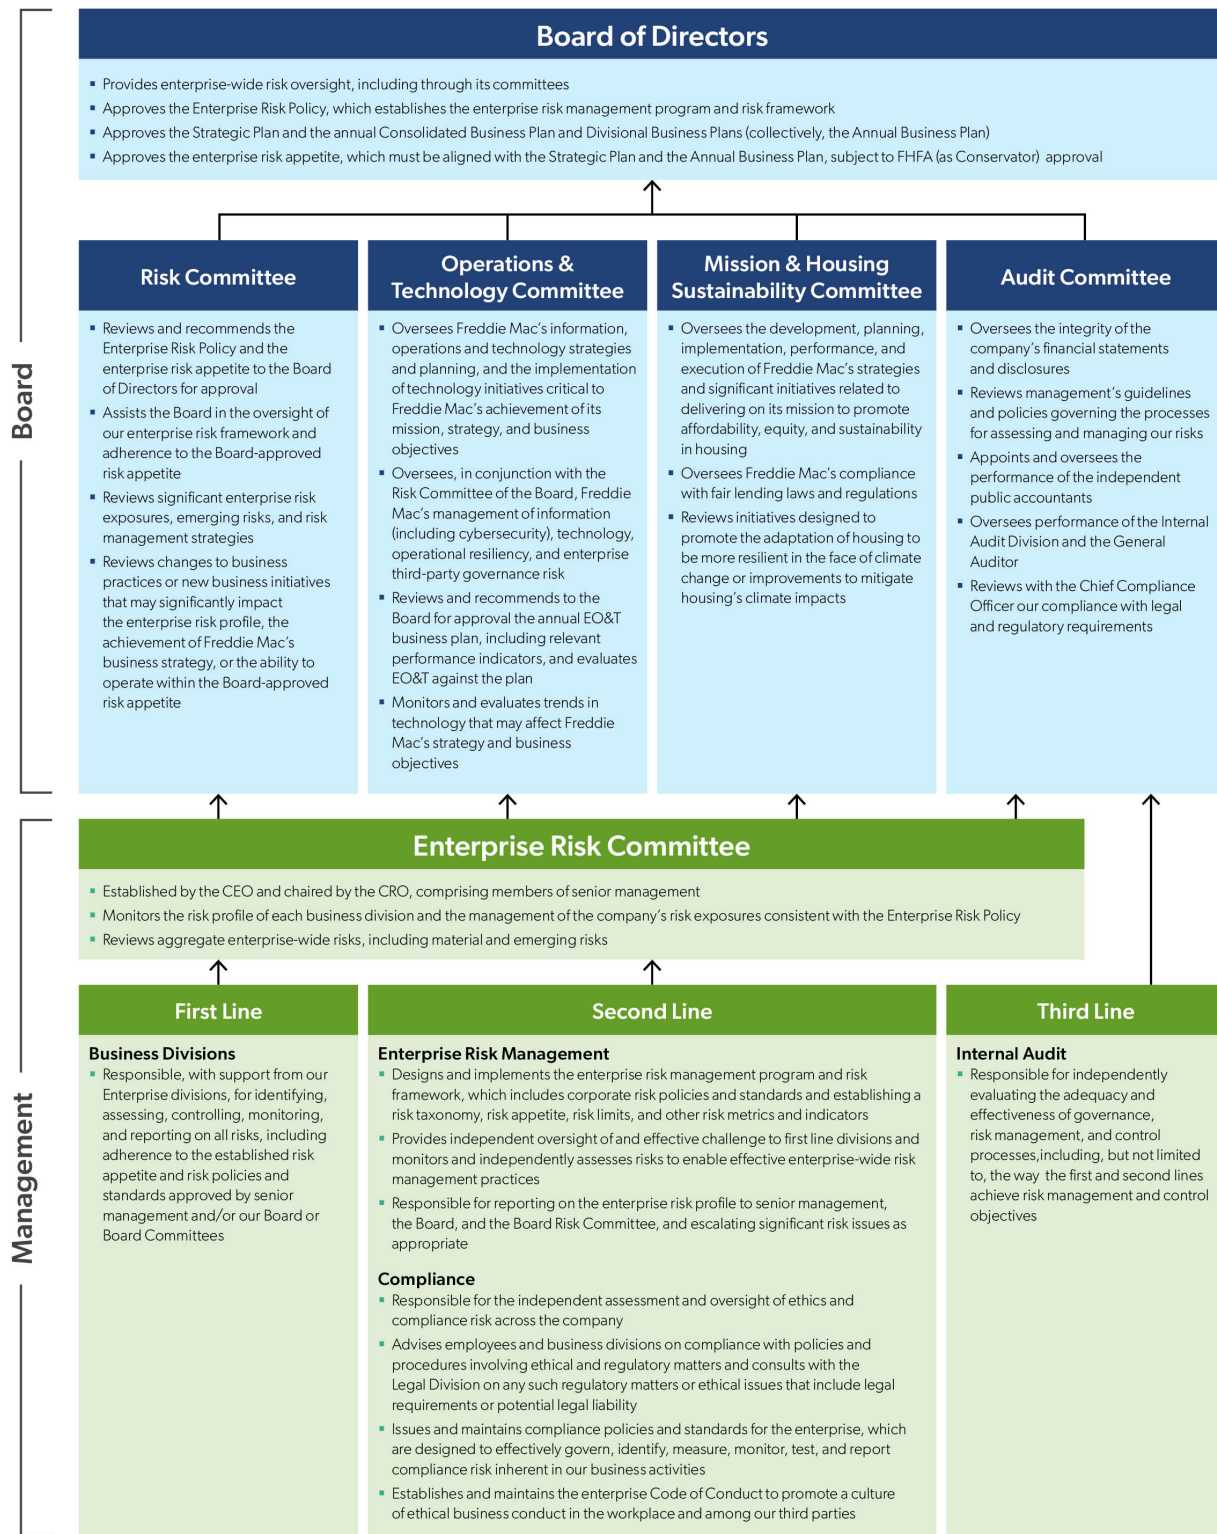 Board of Directors
▪ Provides enterprise-wide risk oversight, including through its committees
▪ Approves the Enterprise Risk Policy, which establishes the enterprise risk management program and risk framework
▪ Approves the Strategic Plan and the annual Consolidated Business Plan and Divisional Business Plans (collectively, the Annual Business Plan)
▪ Approves the enterprise risk appetite, which must be aligned with the Strategic Plan and the Annual Business Plan, subject to FHFA (as Conservator) approval
Board
Risk Committee
▪ Reviews and recommends the
Enterprise Risk Policy and the
enterprise risk appetite to the Board
of Directors for approval
▪ Assists the Board in the oversight of
our enterprise risk framework and
adherence to the Board-approved
risk appetite
▪ Reviews significant enterprise risk
exposures, emerging risks, and risk
management strategies
▪ Reviews changes to business
practices or new business initiatives
that may significantly impact
the enterprise risk profile, the
achievement of Freddie Mac's
business strategy, or the ability to
operate within the Board-approved
risk appetite
Operations &
Technology Committee
▪ Oversees Freddie Mac's information,
operations and technology strategies
and planning, and the implementation
of technology initiatives critical to
Freddie Mac's achievement of its
mission, strategy, and business
objectives
▪ Oversees, in conjunction with the
Risk Committee of the Board, Freddie
Mac's management of information
(including cybersecurity), technology,
operational resiliency, and enterprise
third-party governance risk
▪ Reviews and recommends to the
Board for approval the annual EO&T
business plan, including relevant
performance indicators, and evaluates
EO&T against the plan
▪ Monitors and evaluates trends in
technology that may affect Freddie
Mac's strategy and business
objectives
Mission & Housing
Sustainability Committee
▪ Oversees the development, planning,
implementation, performance, and
execution of Freddie Mac's strategies
and significant initiatives related to
delivering on its mission to promote
affordability, equity, and sustainability
in housing
▪ Oversees Freddie Mac's compliance
with fair lending laws and regulations
▪ Reviews initiatives designed to
promote the adaptation of housing to
be more resilient in the face of climate
change or improvements to mitigate
housing's climate impacts
Audit Committee
▪ Oversees the integrity of the
company's financial statements
and disclosures
▪ Reviews management's guidelines
and policies governing the processes
for assessing and managing our risks
▪ Appoints and oversees the
performance of the independent
public accountants
▪ Oversees performance of the Internal
Audit Division and the General
Auditor
▪ Reviews with the Chief Compliance
Officer our compliance with legal
and regulatory requirements
Management
Enterprise Risk Committee
▪ Established by the CEO and chaired by the CRO, comprising members of senior management
▪ Monitors the risk profile of each business division and the management of the company's risk exposures consistent with the Enterprise Risk Policy
▪ Reviews aggregate enterprise-wide risks, including material and emerging risks
First Line
Business Divisions
▪ Responsible, with support from our
Enterprise divisions, for identifying,
assessing, controlling, monitoring,
and reporting on all risks, including
adherence to the established risk
appetite and risk policies and
standards approved by senior
management and/or our Board or
Board Committees
Second Line
Enterprise Risk Management
▪ Designs and implements the enterprise risk management program and risk
framework, which includes corporate risk policies and standards and establishing a
risk taxonomy, risk appetite, risk limits, and other risk metrics and indicators
▪ Provides independent oversight of and effective challenge to first line divisions and
monitors and independently assesses risks to enable effective enterprise-wide risk
management practices
▪ Responsible for reporting on the enterprise risk profile to senior management,
the Board, and the Board Risk Committee, and escalating significant risk issues as
appropriate
Compliance
▪ Responsible for the independent assessment and oversight of ethics and
compliance risk across the company
▪ Advises employees and business divisions on compliance with policies and
procedures involving ethical and regulatory matters and consults with the
Legal Division on any such regulatory matters or ethical issues that include legal
requirements or potential legal liability
▪ Issues and maintains compliance policies and standards for the enterprise, which
are designed to effectively govern, identify, measure, monitor, test, and report
compliance risk inherent in our business activities
▪ Establishes and maintains the enterprise Code of Conduct to promote a culture
of ethical business conduct in the workplace and among our third parties
Third Line
Internal Audit
▪ Responsible for independently
evaluating the adequacy and
effectiveness of governance,
risk management, and control
processes,including, but not limited
to, the way the first and second lines
achieve risk management and control
objectives